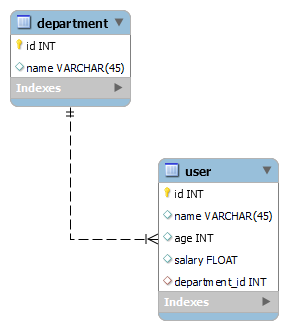 department
id INT
name VARCHAR(45)
Indexes
user
id INT
name VARCHAR(45)
age INT
salary FLOAT
department_id INT
Indexes